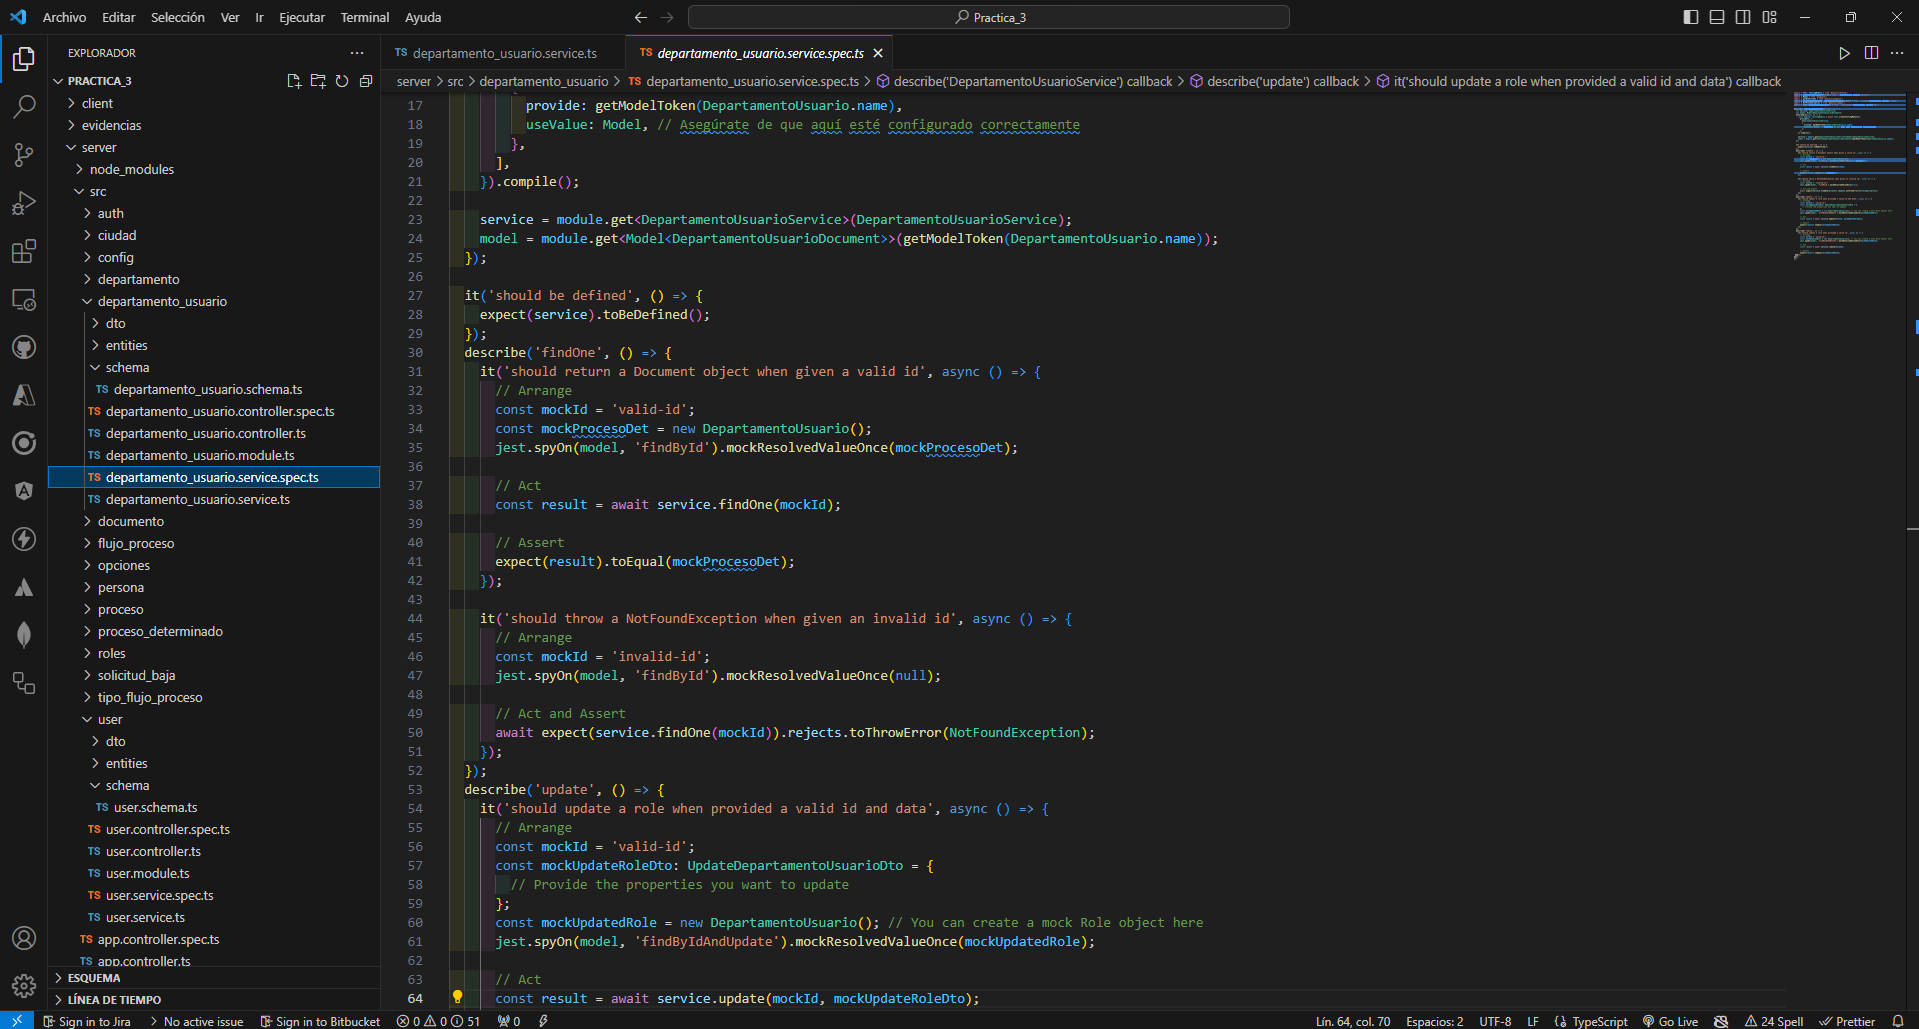 Archivo Editar Selección Ver Ir Ejecutar Terminal Ayuda
Practica_3
EXPLORADOR
PRACTICA_3
client
evidencias
server
node_modules
src
auth
ciudad
config
departamento
departamento_usuario
dto
entities
schema
TS departamento_usuario.schema.ts
TS departamento_usuario.controller.spec.ts
TS departamento_usuario.controller.ts
TS departamento_usuario.module.ts
TS departamento_usuario.service.spec.ts
TS departamento_usuario.service.ts
documento
flujo_proceso
opciones
persona
proceso
proceso_determinado
roles
solicitud_baja
tipo_flujo_proceso
user
dto
entities
schema
TS user.schema.ts
TS user.controller.spec.ts
TS user.controller.ts
TS user.module.ts
TS user.service.spec.ts
TS user.service.ts
TS app.controller.spec.ts
TS app.controller.ts
ESQUEMA
LÍNEA DE TIEMPO
TS departamento_usuario.service.ts
TS departamento_usuario.service.spec.ts
server > src > departamento_usuario > TS departamento_usuario.service.spec.ts > describe('DepartamentoUsuarioService') callback > describe('update') callback > it('should update a role when provided a valid id and data') callback
17 provide: getModelToken(DepartamentoUsuario.name),
18 useValue: Model, // Asegúrate de que aquí esté configurado correctamente
19 },
20 ],
21 }).compile();
22
23 service = module.get<DepartamentoUsuarioService>(DepartamentoUsuarioService);
24 model = module.get<Model<DepartamentoUsuarioDocument>>(getModelToken(DepartamentoUsuario.name));
25 });
26
27 it('should be defined', () => {
28 expect(service).toBeDefined();
29 });
30 describe('findOne', () => {
31 it('should return a Document object when given a valid id', async () => {
32 // Arrange
33 const mockId = 'valid-id';
34 const mockProcesoDet = new DepartamentoUsuario();
35 jest.spyOn(model, 'findById').mockResolvedValueOnce(mockProcesoDet);
36
37 // Act
38 const result = await service.findOne(mockId);
39
40 // Assert
41 expect(result).toEqual(mockProcesoDet);
42 });
43
44 it('should throw a NotFoundException when given an invalid id', async () => {
45 // Arrange
46 const mockId = 'invalid-id';
47 jest.spyOn(model, 'findById').mockResolvedValueOnce(null);
48
49 // Act and Assert
50 await expect(service.findOne(mockId)).rejects.toThrowError(NotFoundException);
51 });
52 });
53 describe('update', () => {
54 it('should update a role when provided a valid id and data', async () => {
55 // Arrange
56 const mockId = 'valid-id';
57 const mockUpdateRoleDto: UpdateDepartamentoUsuarioDto = {
58 // Provide the properties you want to update
59 };
60 const mockUpdatedRole = new DepartamentoUsuario(); // You can create a mock Role object here
61 jest.spyOn(model, 'findByIdAndUpdate').mockResolvedValueOnce(mockUpdatedRole);
62
63 // Act
64 const result = await service.update(mockId, mockUpdateRoleDto);
Sign in to Jira > No active issue Sign in to Bitbucket 0 0 51 0 Lín. 64, col. 70 Espacios: 2 UTF-8 LF {} TypeScript Go Live 24 Spell Prettier